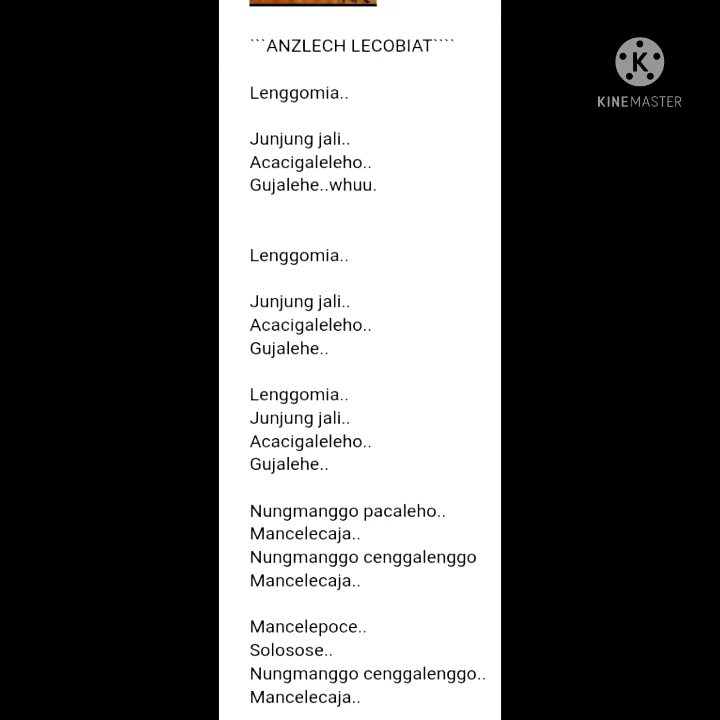 ```ANZLECH LECOBIAT````
Lenggomia..
Junjung jali..
Acacigaleleho..
Gujalehe..whuu.
Lenggomia..
Junjung jali..
Acacigaleleho..
Gujalehe..
Lenggomia..
Junjung jali..
Acacigaleleho..
Gujalehe..
Nungmanggo pacaleho..
Mancelecaja..
Nungmanggo cenggalenggo
Mancelecaja..
Mancelepoce..
Solosose..
Nungmanggo cenggalenggo..
Mancelecaja..
K
KINEMASTER